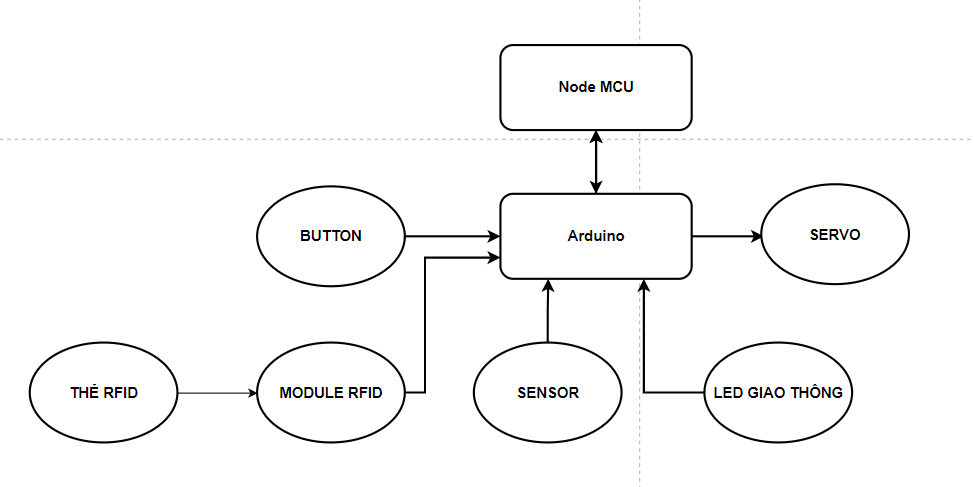 Node MCU
BUTTON
Arduino
SERVO
THẺ RFID
MODULE RFID
SENSOR
LED GIAO THÔNG